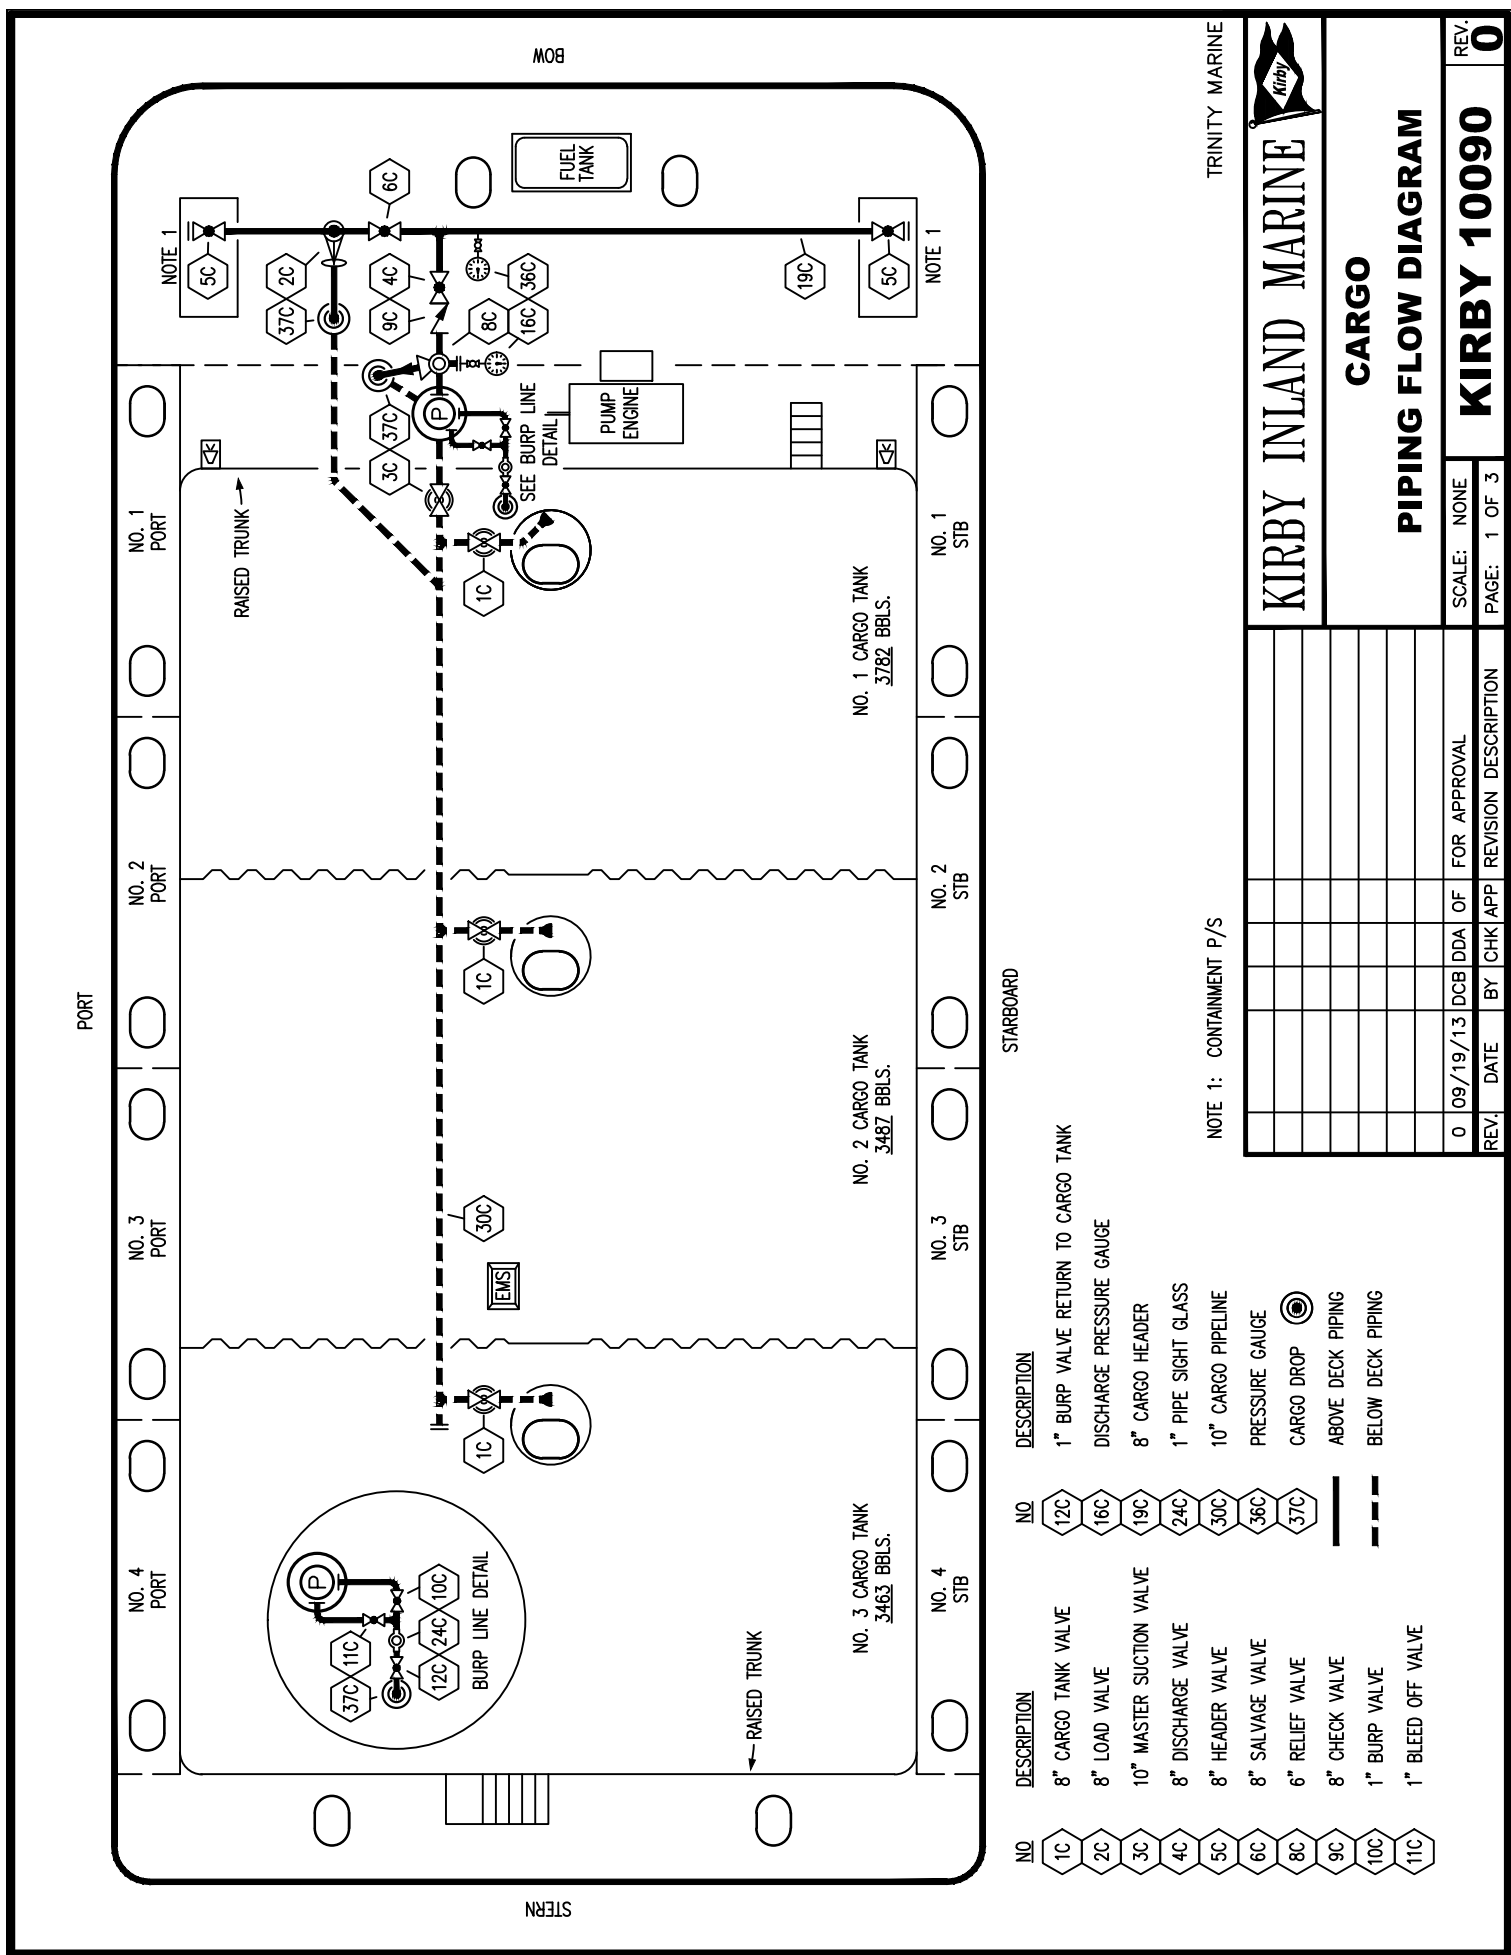 BOW
PORT
STARBOARD
STERN
NO. 4
PORT
NO. 3
PORT
NO. 2
PORT
NO. 1
PORT
NOTE 1
RAISED TRUNK
5C
2C
37C
6C
4C
9C
8C
36C
16C
19C
5C
NOTE 1
FUEL
TANK
37C
3C
P
SEE BURP LINE
DETAIL
PUMP
ENGINE
1C
1C
1C
30C
EMS
P
11C
37C
10C
24C
12C
BURP LINE DETAIL
NO. 3 CARGO TANK
3463 BBLS.
NO. 2 CARGO TANK
3487 BBLS.
NO. 1 CARGO TANK
3782 BBLS.
RAISED TRUNK
NO. 4
STB
NO. 3
STB
NO. 2
STB
NO. 1
STB
NO DESCRIPTION
1C 8" CARGO TANK VALVE
2C 8" LOAD VALVE
3C 10" MASTER SUCTION VALVE
4C 8" DISCHARGE VALVE
5C 8" HEADER VALVE
6C 8" SALVAGE VALVE
8C 6" RELIEF VALVE
9C 8" CHECK VALVE
10C 1" BURP VALVE
11C 1" BLEED OFF VALVE
NO DESCRIPTION
12C 1" BURP VALVE RETURN TO CARGO TANK
16C DISCHARGE PRESSURE GAUGE
19C 8" CARGO HEADER
24C 1" PIPE SIGHT GLASS
30C 10" CARGO PIPELINE
36C PRESSURE GAUGE
37C CARGO DROP
ABOVE DECK PIPING
BELOW DECK PIPING
NOTE 1: CONTAINMENT P/S
TRINITY MARINE
KIRBY INLAND MARINE
Kirby
CARGO
PIPING FLOW DIAGRAM
0 09/19/13 DCB DDA OF FOR APPROVAL
REV. DATE BY CHK APP REVISION DESCRIPTION
SCALE: NONE
PAGE: 1 OF 3
KIRBY 10090
REV.
0